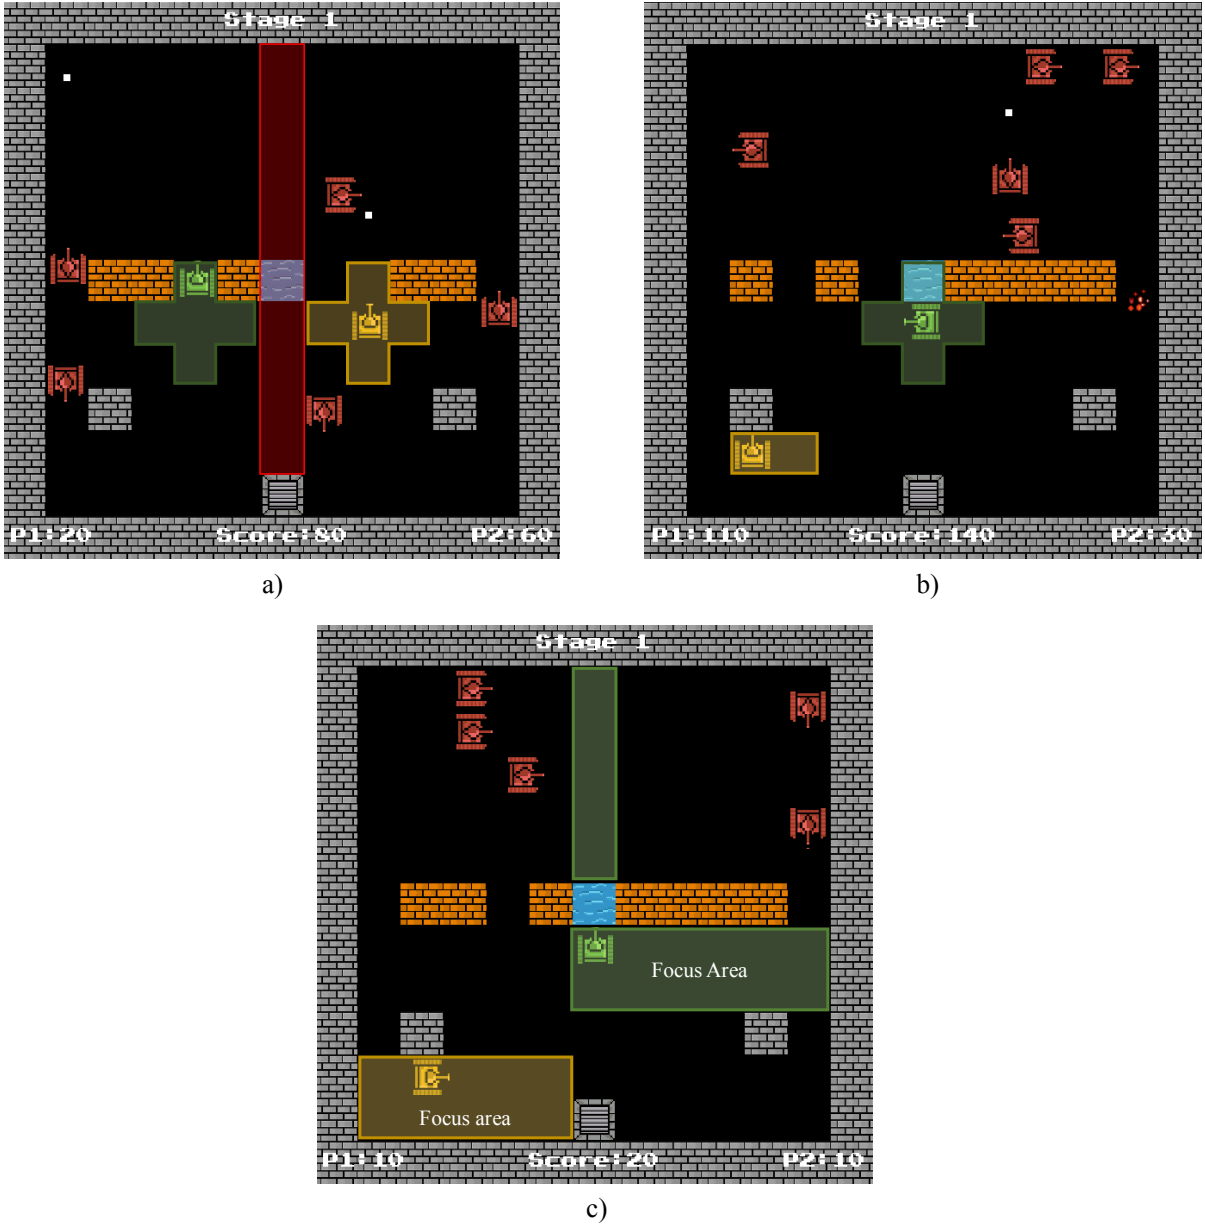 Stage 1
Stage 1
P1:20 Score:80 P2:60
P1:110 Score:140 P2:30
a)
b)
Stage 1
Focus Area
Focus area
P1:10 Score:20 P2:10
c)